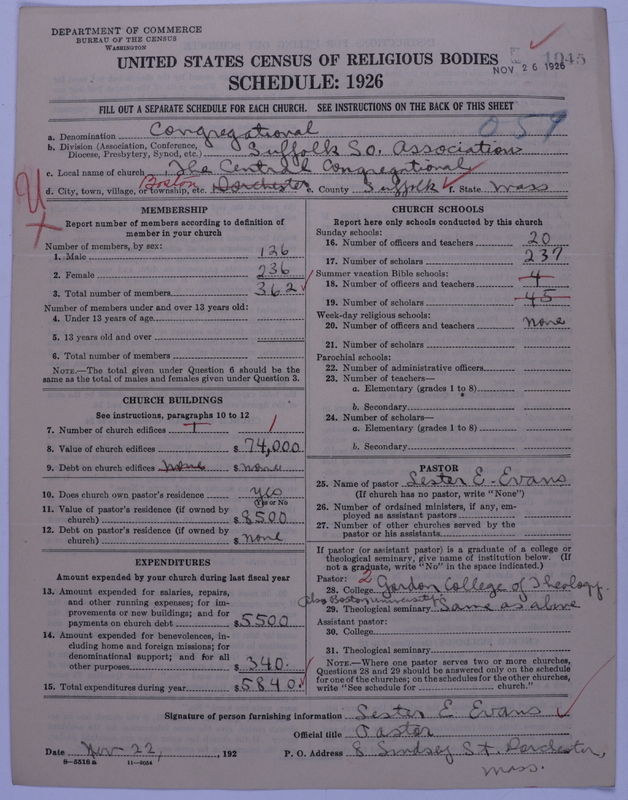 DEPARTMENT OF COMMERCE
BUREAU OF THE CENSUS
WASHINGTON
UNITED STATES CENSUS OF RELIGIOUS BODIES
NOV 26 1926
1045
SCHEDULE: 1926
FILL OUT A SEPARATE SCHEDULE FOR EACH CHURCH. SEE INSTRUCTIONS ON THE BACK OF THIS SHEET
a. Denomination Congregational
059
b. Division (Association, Conference, Diocese, Presbytery, Synod, etc.) Suffolk So. Association
c. Local name of church The Central Congregational
d. City, town, village, or township, etc. Boston Dorchester e. County Suffolk f. State Mass
MEMBERSHIP
Report number of members according to definition of
member in your church
Number of members, by sex:
1. Male 126
2. Female 236
3. Total number of members 362
Number of members under and over 13 years old:
4. Under 13 years of age
5. 13 years old and over
6. Total number of members
NOTE.—The total given under Question 6 should be
same as the total of males and females given under Question 3.
CHURCH BUILDINGS
See instructions, paragraphs 10 to 12
7. Number of church edifices 1 1
8. Value of church edifices $ 74,000
9. Debt on church edifices none $ none
10. Does church own pastor's residence yes
(Yes or No)
11. Value of pastor's residence (if owned by
church) $ 8500
12. Debt on pastor's residence (if owned by
church) $ none
EXPENDITURES
Amount expended by church during last fiscal year
13. Amount expended for salaries, repairs,
and other running expenses; for im-
provements or new buildings; and for
payments on church debt $ 5500
14. Amount expended for benevolences, in-
cluding home and foreign missions; for
denominational support; and for all
other purposes $ 340.
15. Total expenditures during year $ 5840.
CHURCH SCHOOLS
Report here only schools conducted by this church
Sunday schools:
16. Number of officers and teachers 20
17. Number of scholars 237
Summer vacation Bible schools:
18. Number of officers and teachers 4
19. Number of scholars 45
Week-day religious schools:
20. Number of officers and teachers none
21. Number of scholars
Parochial schools:
22. Number of administrative officers
23. Number of teachers—
a. Elementary (grades 1 to 8)
b. Secondary
24. Number of scholars—
a. Elementary (grades 1 to 8)
b. Secondary
PASTOR
25. Name of pastor Lester E. Evans
(If church has no pastor, write "None")
26. Number of ordained ministers, if any, em-
ployed as assistant pastors
27. Number of other churches served by the
pastor or his assistants
If pastor (or assistant pastor) is a graduate of a college or
theological seminary, give name of institution below. (If
not a graduate, write "No" in the space indicated.)
Pastor: 2
28. College Gordon College of Theology.
also Boston University
29. Theological seminary Same as above
Assistant pastor:
30. College
31. Theological seminary
NOTE.—Where one pastor serves two or more churches,
Questions 28 and 29 should be answered only on the schedule
for one of the churches; on the schedules for the other churches,
write "See schedule for church."
Signature of person furnishing information Lester E Evans
Official title Pastor
Date Nov 22, , 192 P. O. Address 8 Lindsey St. Dorchester,
Mass.
8—5518 a 11—9054